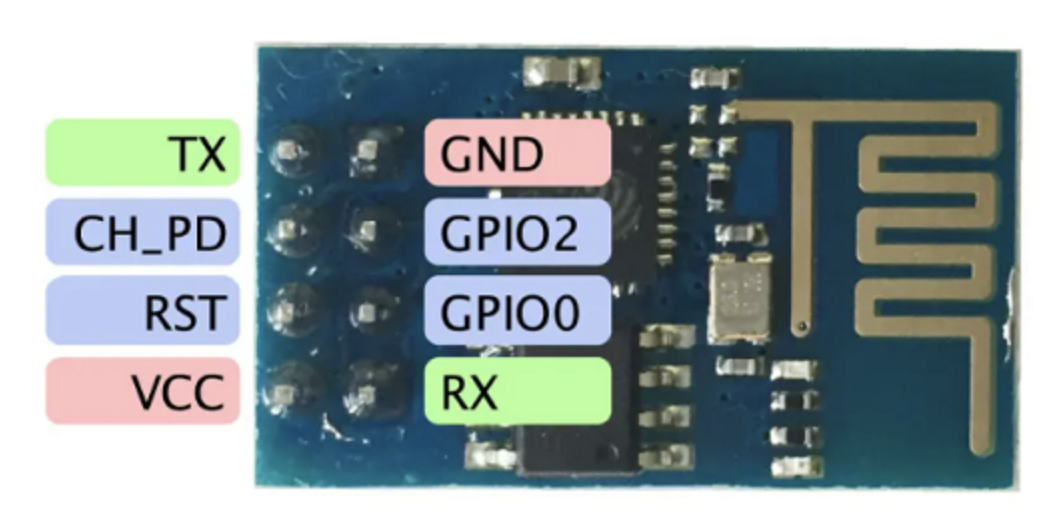 TX GND
CH_PD GPIO2
RST GPIO0
VCC RX